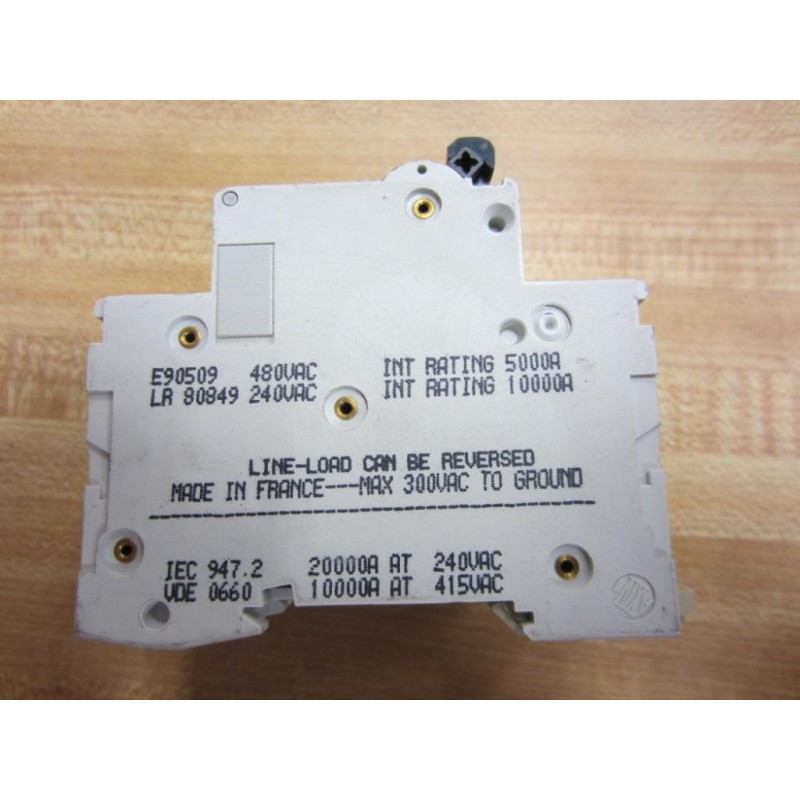 E90509 480VAC INT RATING 5000A
LR 80849 240VAC INT RATING 10000A
LINE-LOAD CAN BE REVERSED
MADE IN FRANCE---MAX 300VAC TO GROUND
IEC 947.2 20000A AT 240VAC
VDE 0660 10000A AT 415VAC